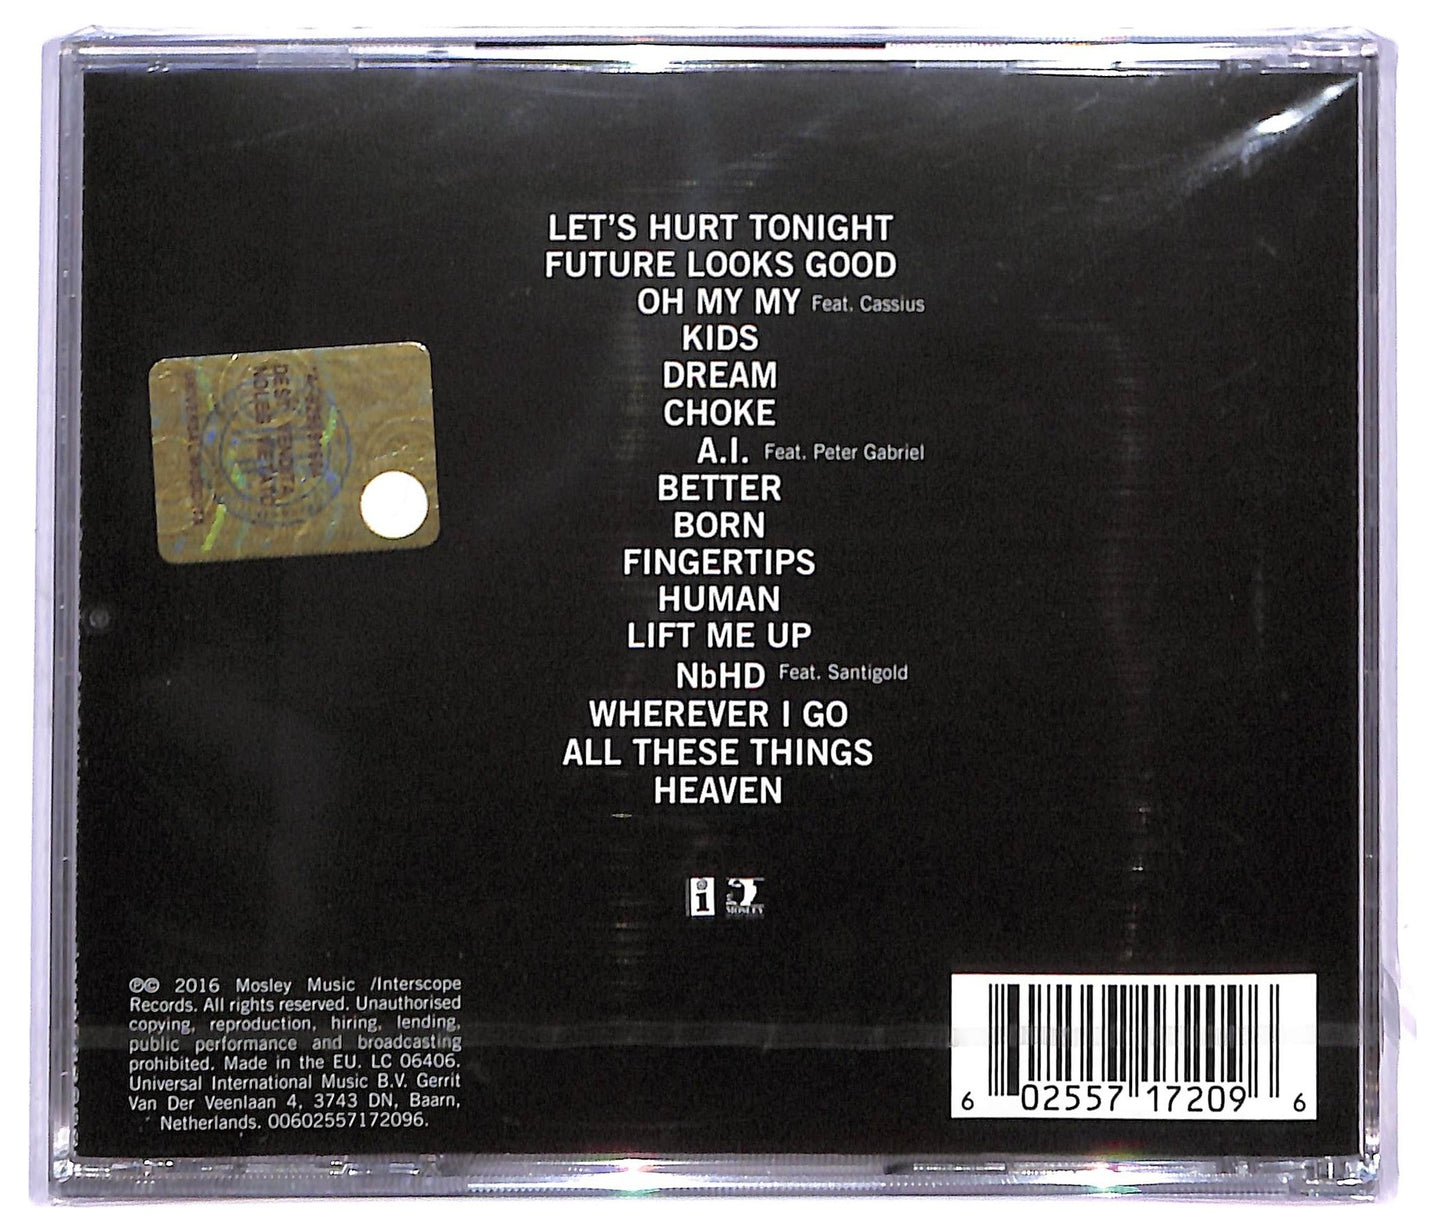 LET'S HURT TONIGHT
FUTURE LOOKS GOOD
OH MY MY Feat. Cassius
KIDS
DREAM
CHOKE
A.I. Feat. Peter Gabriel
BETTER
BORN
FINGERTIPS
HUMAN
LIFT ME UP
NbHD Feat. Santigold
WHEREVER I GO
ALL THESE THINGS
HEAVEN
i
MOSLEY
℗© 2016 Mosley Music /Interscope
Records. All rights reserved. Unauthorised
copying, reproduction, hiring, lending,
public performance and broadcasting
prohibited. Made in the EU. LC 06406.
Universal International Music B.V. Gerrit
Van Der Veenlaan 4, 3743 DN, Baarn,
Netherlands. 00602557172096.
6 02557 17209 6